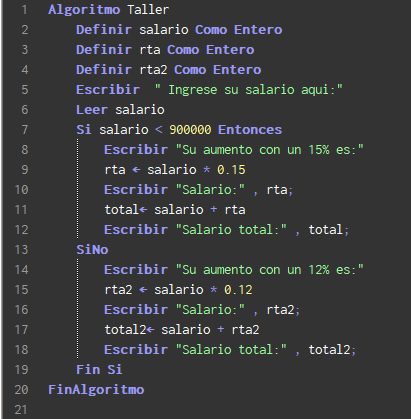 1 Algoritmo Taller
2 Definir salario Como Entero
3 Definir rta Como Entero
4 Definir rta2 Como Entero
5 Escribir " Ingrese su salario aqui:"
6 Leer salario
7 Si salario < 900000 Entonces
8 Escribir "Su aumento con un 15% es:"
9 rta ← salario * 0.15
10 Escribir "Salario:" , rta;
11 total← salario + rta
12 Escribir "Salario total:" , total;
13 SiNo
14 Escribir "Su aumento con un 12% es:"
15 rta2 ← salario * 0.12
16 Escribir "Salario:" , rta2;
17 total2← salario + rta2
18 Escribir "Salario total:" , total2;
19 Fin Si
20 FinAlgoritmo
21